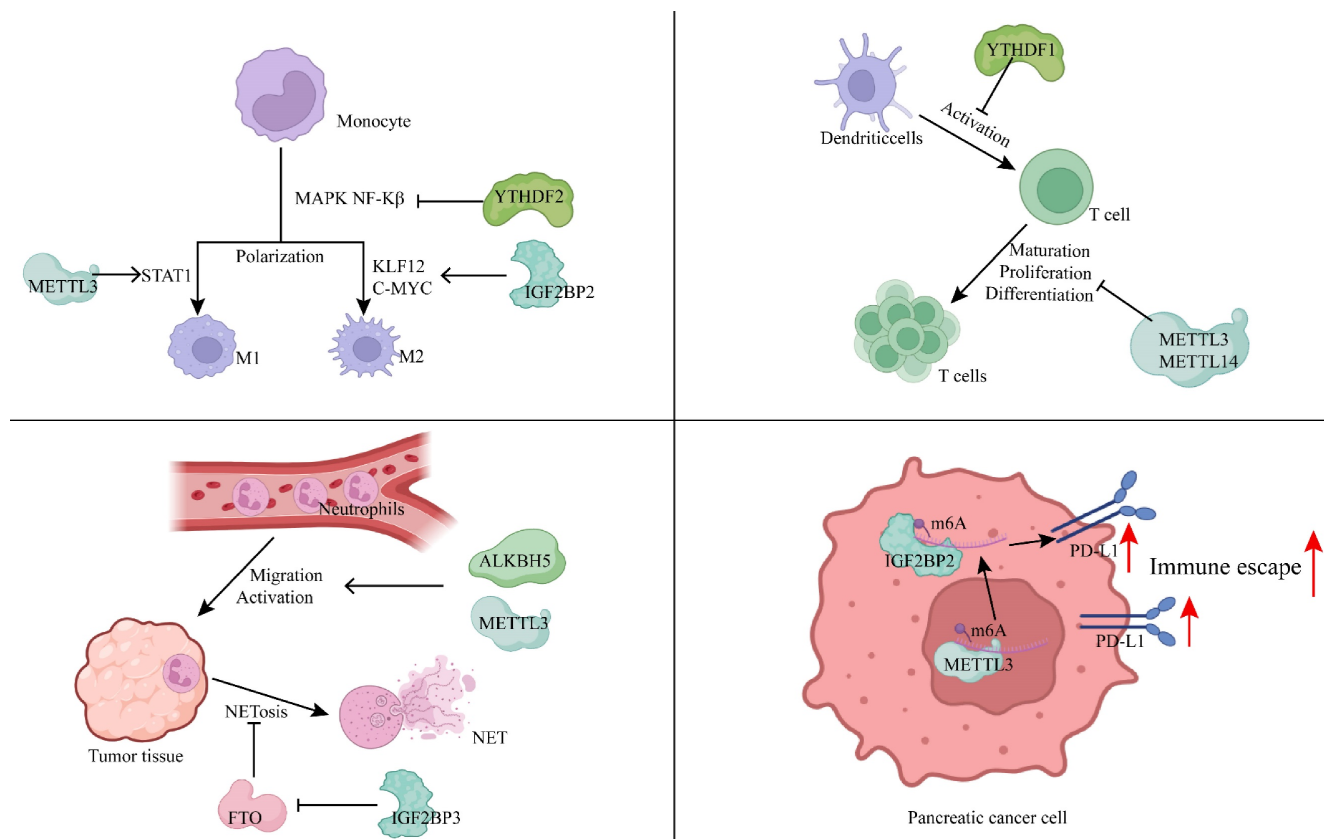 Monocyte
MAPK NF-Kβ
YTHDF2
Polarization
METTL3
STAT1
KLF12
C-MYC
IGF2BP2
M1
M2
YTHDF1
Dendriticcells
Activation
T cell
Maturation
Proliferation
Differentiation
T cells
METTL3
METTL14
Neutrophils
Migration
Activation
ALKBH5
METTL3
Tumor tissue
NETosis
NET
FTO
IGF2BP3
m6A
IGF2BP2
PD-L1
Immune escape
m6A
METTL3
PD-L1
Pancreatic cancer cell